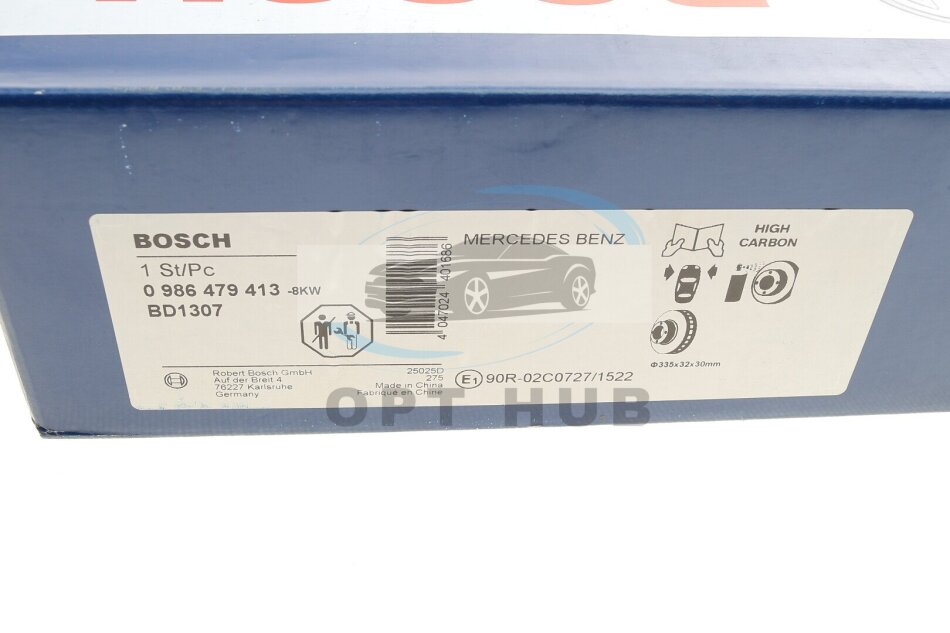 BOSCH
1 St/Pc
0 986 479 413 -8KW
BD1307
4 047024 401686
MERCEDES BENZ
HIGH
CARBON
Φ335x32x30mm
Robert Bosch GmbH
Auf der Breit 4
76227 Karlsruhe
Germany
25025D
275
Made in China
Fabriqué en Chine
E1 90R-02C0727/1522
OPT HUB